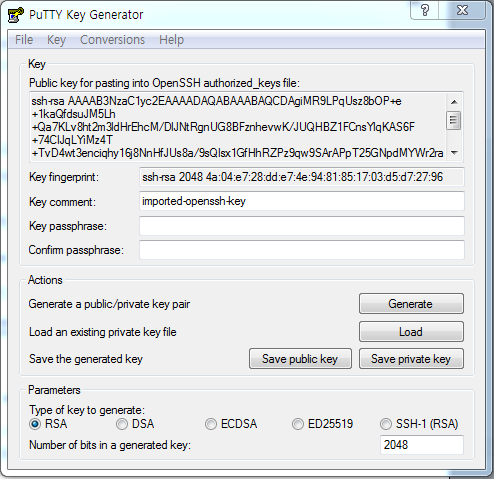 PuTTY Key Generator
File Key Conversions Help
Key
Public key for pasting into OpenSSH authorized_keys file:
ssh-rsa AAAAB3NzaC1yc2EAAAADAQABAAABAQCDAgiMR9LPqUsz8bOP+e
+1kaQfdsuJM5Lh
+Qa7KLv8ht2m3ldHrEhcM/DlJNtRgnUG8BFznhevwK/JUQHBZ1FCnsYlqKAS6F
+74ClJqLYiMz4T
+TvD4wt3enciqhy16j8NnHfJUs8a/9sQlsx1GfHhRZPz9qw9SArAPpT25GNpdMYWr2ra
Key fingerprint: ssh-rsa 2048 4a:04:e7:28:dd:e7:4e:94:81:85:17:03:d5:d7:27:96
Key comment: imported-openssh-key
Key passphrase:
Confirm passphrase:
Actions
Generate a public/private key pair Generate
Load an existing private key file Load
Save the generated key Save public key Save private key
Parameters
Type of key to generate:
RSA DSA ECDSA ED25519 SSH-1 (RSA)
Number of bits in a generated key: 2048